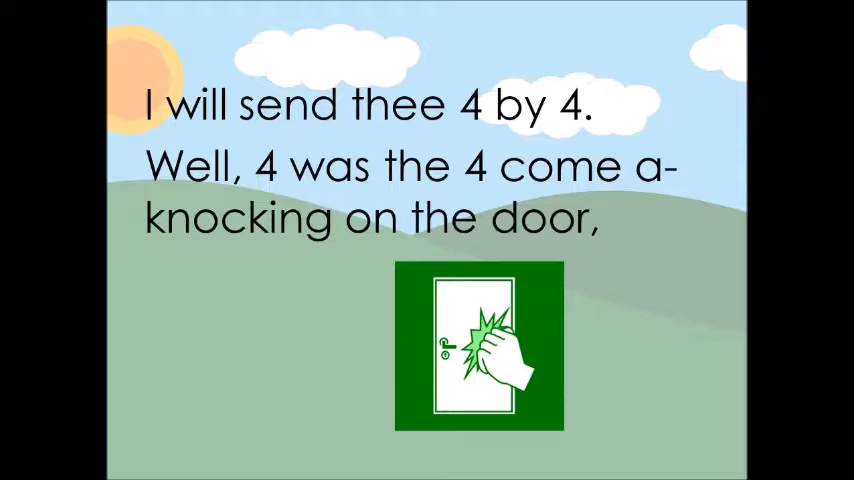 I will send thee 4 by 4.
Well, 4 was the 4 come a-
knocking on the door,